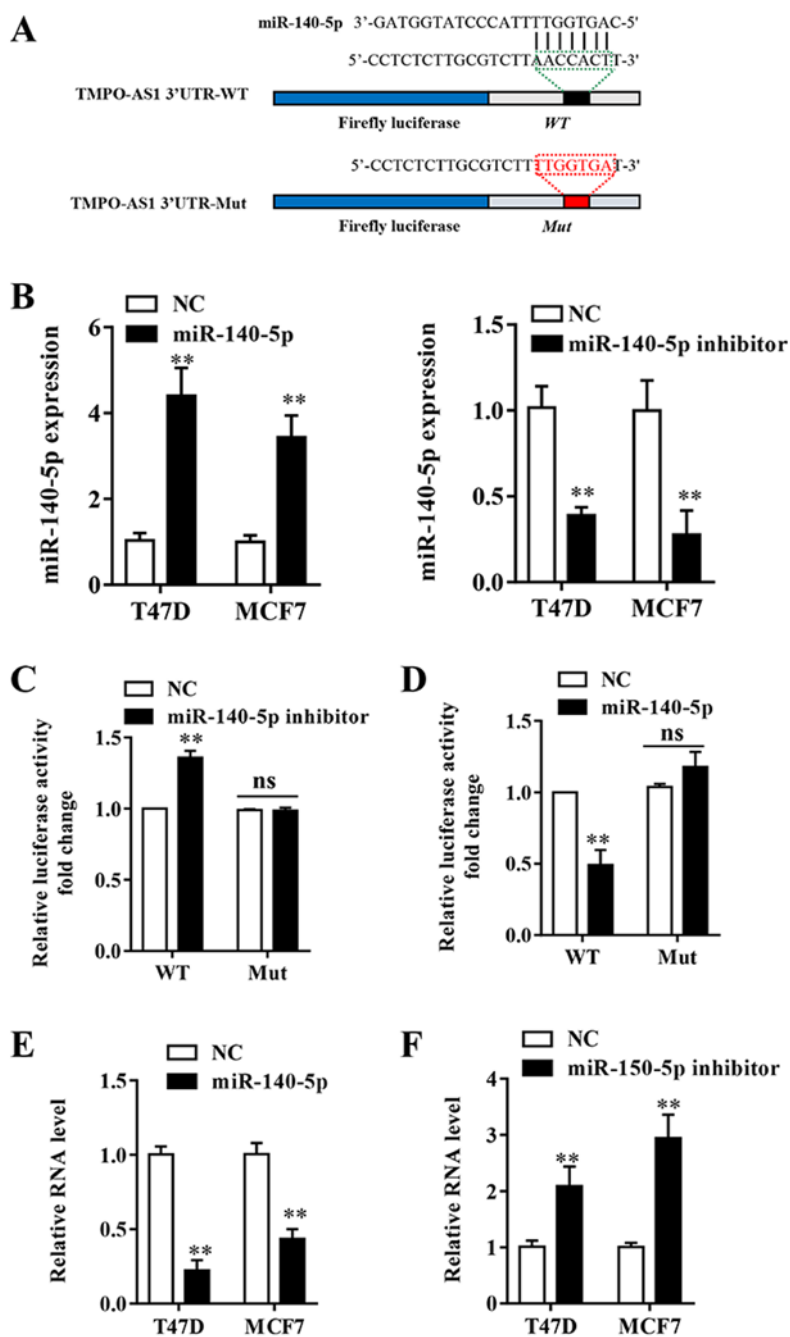 A
miR-140-5p 3'-GATGGTATCCCATTTTGGTGAC-5'
5'-CCTCTCTTGCGTCTTAACCACTT-3'
TMPO-AS1 3'UTR-WT
Firefly luciferase WT
5'-CCTCTCTTGCGTCTTTTGGTGAT-3'
TMPO-AS1 3'UTR-Mut
Firefly luciferase Mut
B
NC
miR-140-5p
miR-140-5p expression
6
4
2
0
**
**
T47D MCF7
NC
miR-140-5p inhibitor
miR-140-5p expression
1.5
1.0
0.5
0.0
**
**
T47D MCF7
C
NC
miR-140-5p inhibitor
Relative luciferase activity
fold change
1.5
1.0
0.5
0.0
**
ns
WT Mut
D
NC
miR-140-5p
Relative luciferase activity
fold change
1.5
1.0
0.5
0.0
**
ns
WT Mut
E
NC
miR-140-5p
Relative RNA level
1.5
1.0
0.5
0.0
**
**
T47D MCF7
F
NC
miR-150-5p inhibitor
Relative RNA level
4
3
2
1
0
**
**
T47D MCF7